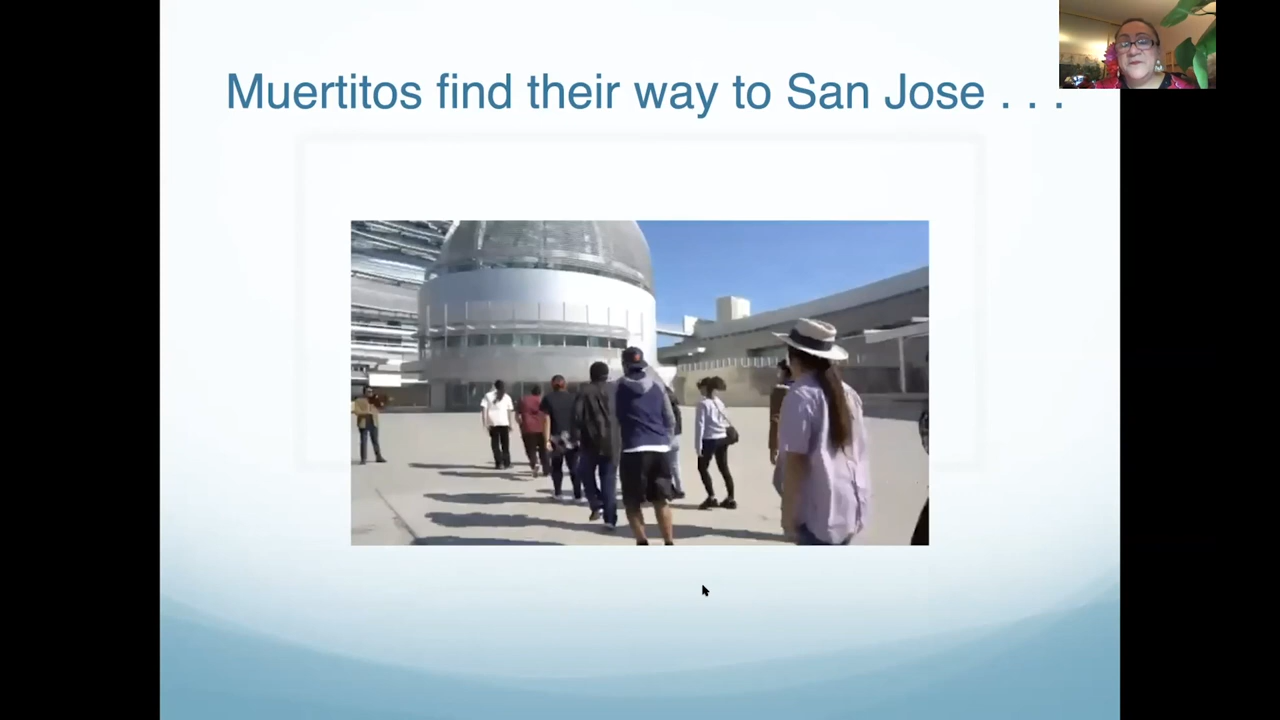 Muertitos find their way to San Jose . . .